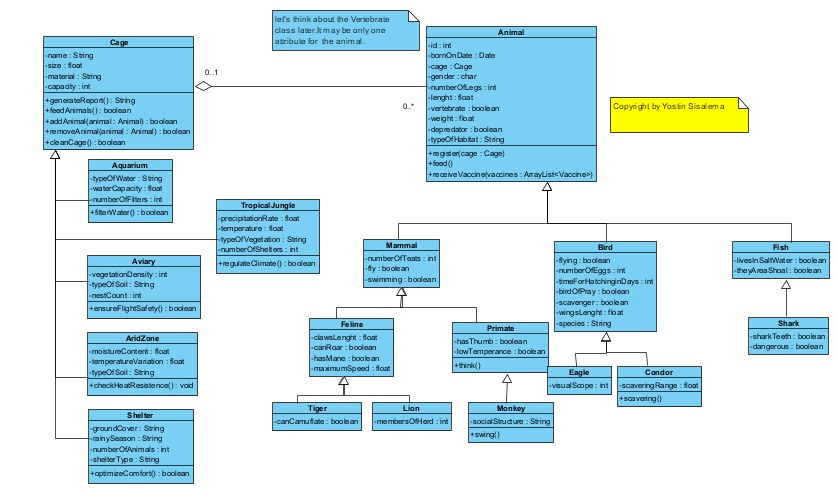 let's think about the Vertebrate
class later.It may be only one
attribute for the animal.
Cage
-name : String
-size : float
-material : String
-capacity : int
+generateReport() : String
+feedAnimals() : boolean
+addAnimal(animal : Animal) : boolean
+removeAnimal(animal : Animal) : boolean
+cleanCage() : boolean
0..1
0..*
Animal
-id : int
-bornOnDate : Date
-cage : Cage
-gender : char
-numberOfLegs : int
-lenght : float
-vertebrate : boolean
-weight : float
-depredator : boolean
-typeOfHabitat : String
+register(cage : Cage)
+feed()
+receiveVaccine(vaccines : ArrayList<Vaccine>)
Copyright by Yostin Sisalema
Aquarium
-typeOfWater : String
-waterCapacity : float
-numberOfFilters : int
+filterWater() : boolean
TropicalJungle
-precipitationRate : float
-temperature : float
-typeOfVegetation : String
-numberOfShelters : int
+regulateClimate() : boolean
Aviary
-vegetationDensity : int
-typeOfSoil : String
-nestCount : int
+ensureFlightSafety() : boolean
AridZone
-moistureContent : float
-temperatureVariation : float
-typeOfSoil : String
+checkHeatResistence() : void
Shelter
-groundCover : String
-rainySeason : String
-numberOfAnimals : int
-shelterType : String
+optimizeComfort() : boolean
Mammal
-numberOfTeats : int
-fly : boolean
-swimming : boolean
Bird
-flying : boolean
-numberOfEggs : int
-timeForHatchinginDays : int
-birdOfPray : boolean
-scavenger : boolean
-wingsLenght : float
-species : String
Fish
-livesInSaltWater : boolean
-theyAreaShoal : boolean
Feline
-clawsLenght : float
-canRoar : boolean
-hasMane : boolean
-maximumSpeed : float
Primate
-hasThumb : boolean
-lowTemperance : boolean
+think()
Shark
-sharkTeeth : boolean
-dangerous : boolean
Eagle
-visualScope : int
Condor
-scaveringRange : float
+scavering()
Tiger
-canCamuflate : boolean
Lion
-membersOfHerd : int
Monkey
-socialStructure : String
+swing()